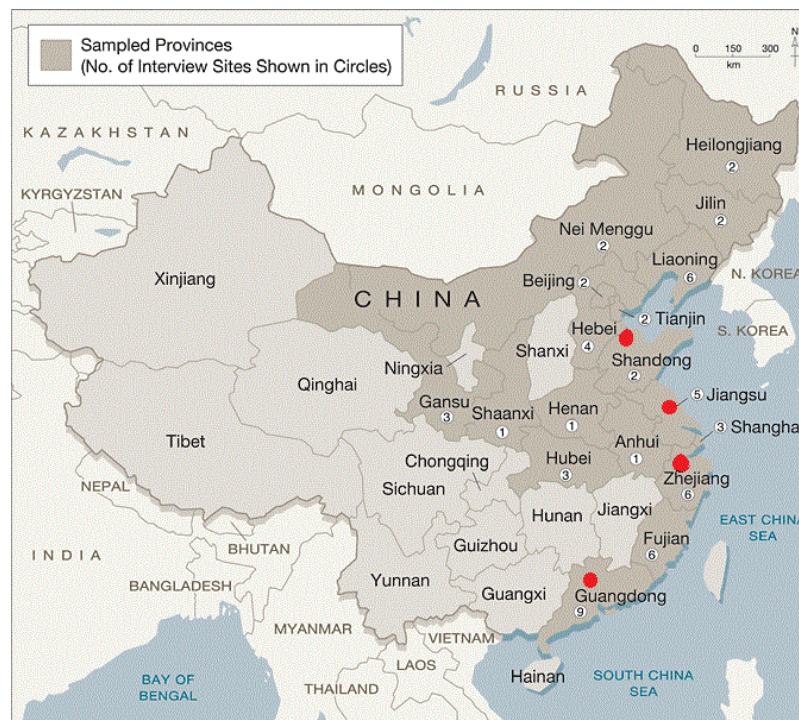 Sampled Provinces
(No. of Interview Sites Shown in Circles)
N
0 150 300
km
RUSSIA
KAZAKHSTAN
Heilongjiang
2
KYRGYZSTAN
MONGOLIA
Jilin
2
Nei Menggu
2
Liaoning
6
N. KOREA
Xinjiang
Beijing 2
CHINA
2 Tianjin
Hebei
4
S. KOREA
Shanxi
Shandong
2
Ningxia
Qinghai
Gansu
3
Shaanxi
1
Henan
1
5 Jiangsu
3 Shangha
Tibet
Anhui
1
Chongqing
Hubei
3
Sichuan
Zhejiang
6
NEPAL
Hunan
Jiangxi
EAST CHINA
SEA
Fujian
6
BHUTAN
Guizhou
INDIA
Yunnan
Guangxi
Guangdong
9
BANGLADESH
MYANMAR
VIETNAM
LAOS
Hainan
BAY OF
BENGAL
THAILAND
SOUTH CHINA
SEA